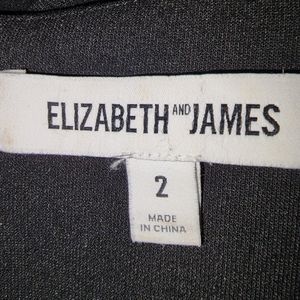 ELIZABETH AND JAMES
2
MADE
IN CHINA